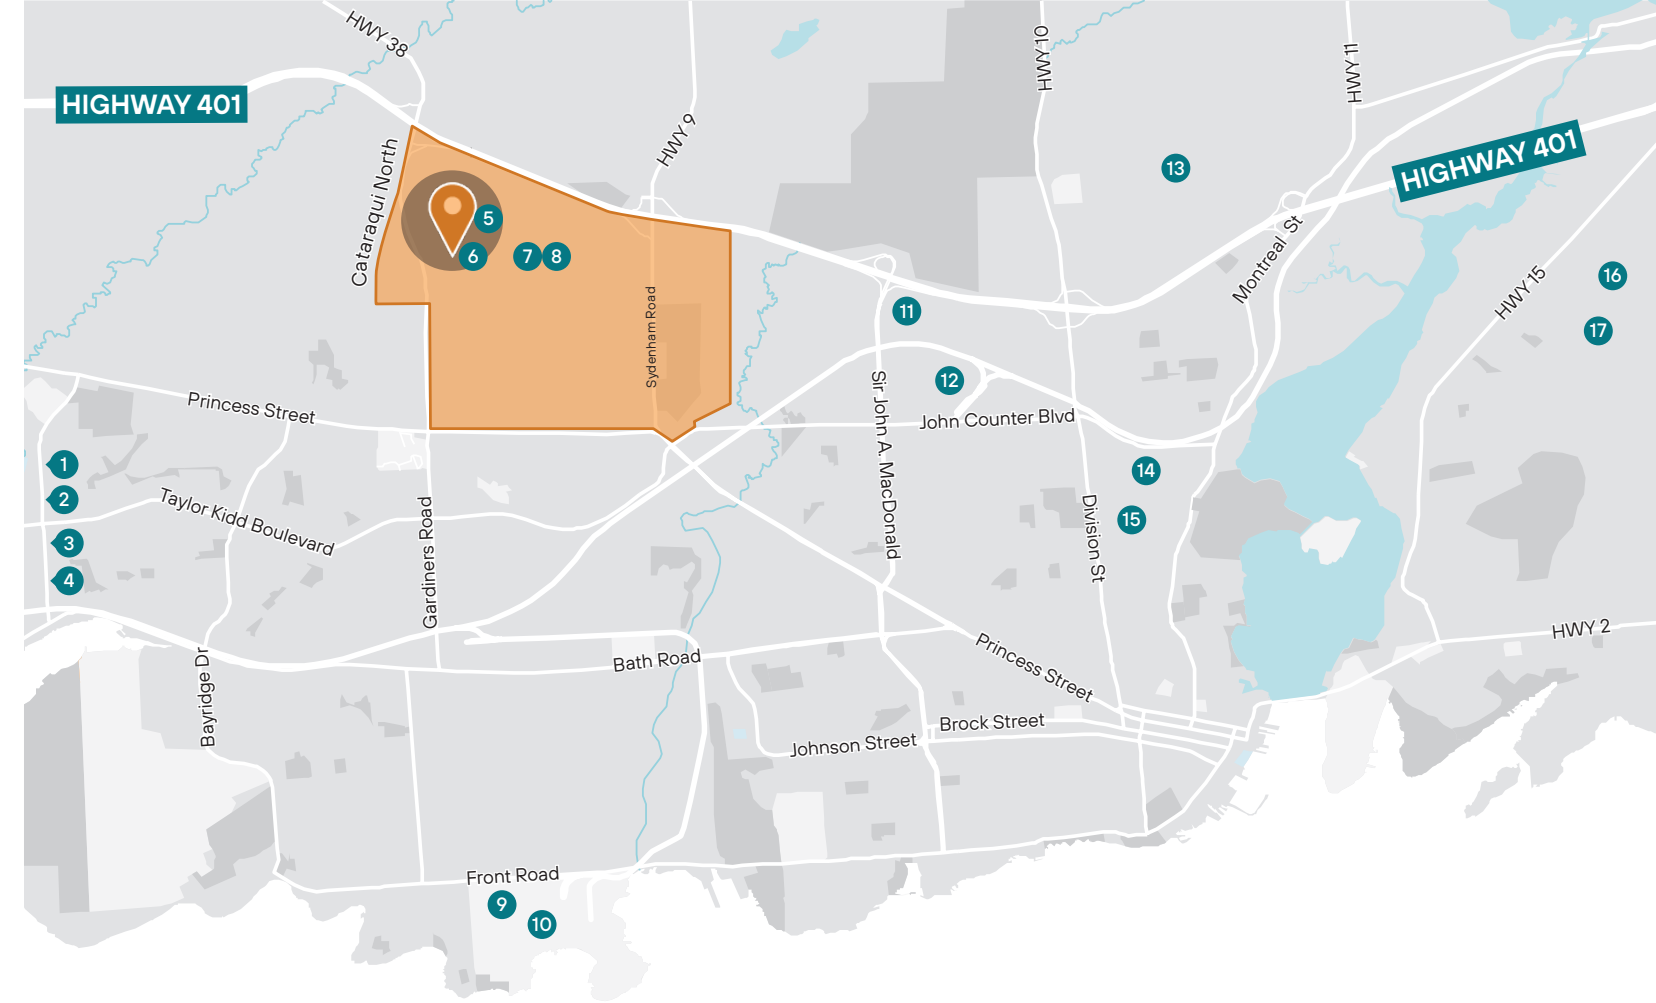 HWY 38
HWY 10
HWY 11
HIGHWAY 401
HWY 9
HIGHWAY 401
Cataraqui North
13
5
6
7
8
Montreal St
HWY 15
16
11
17
Sydenham Road
12
Princess Street
John Counter Blvd
Sir John A. MacDonald
1
2
14
Taylor Kidd Boulevard
Gardiners Road
Division St
15
3
4
HWY 2
Bath Road
Princess Street
Bayridge Dr
Brock Street
Johnson Street
Front Road
9
10